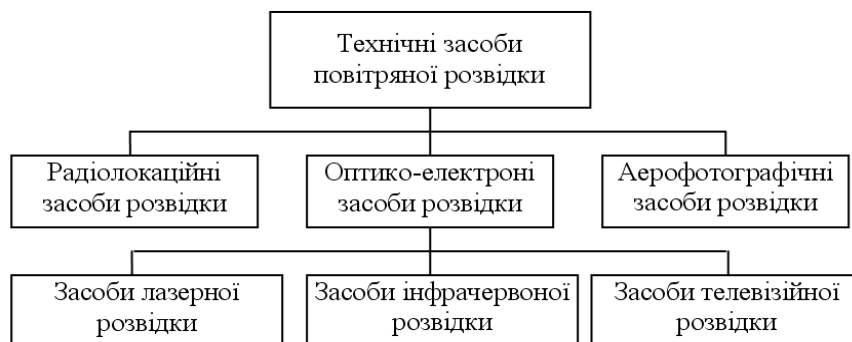 Технічні засоби
повітряної розвідки
Радіолокаційні
засоби розвідки
Оптико-електроні
засоби розвідки
Аерофотографічні
засоби розвідки
Засоби лазерної
розвідки
Засоби інфрачервоної
розвідки
Засоби телевізійної
розвідки